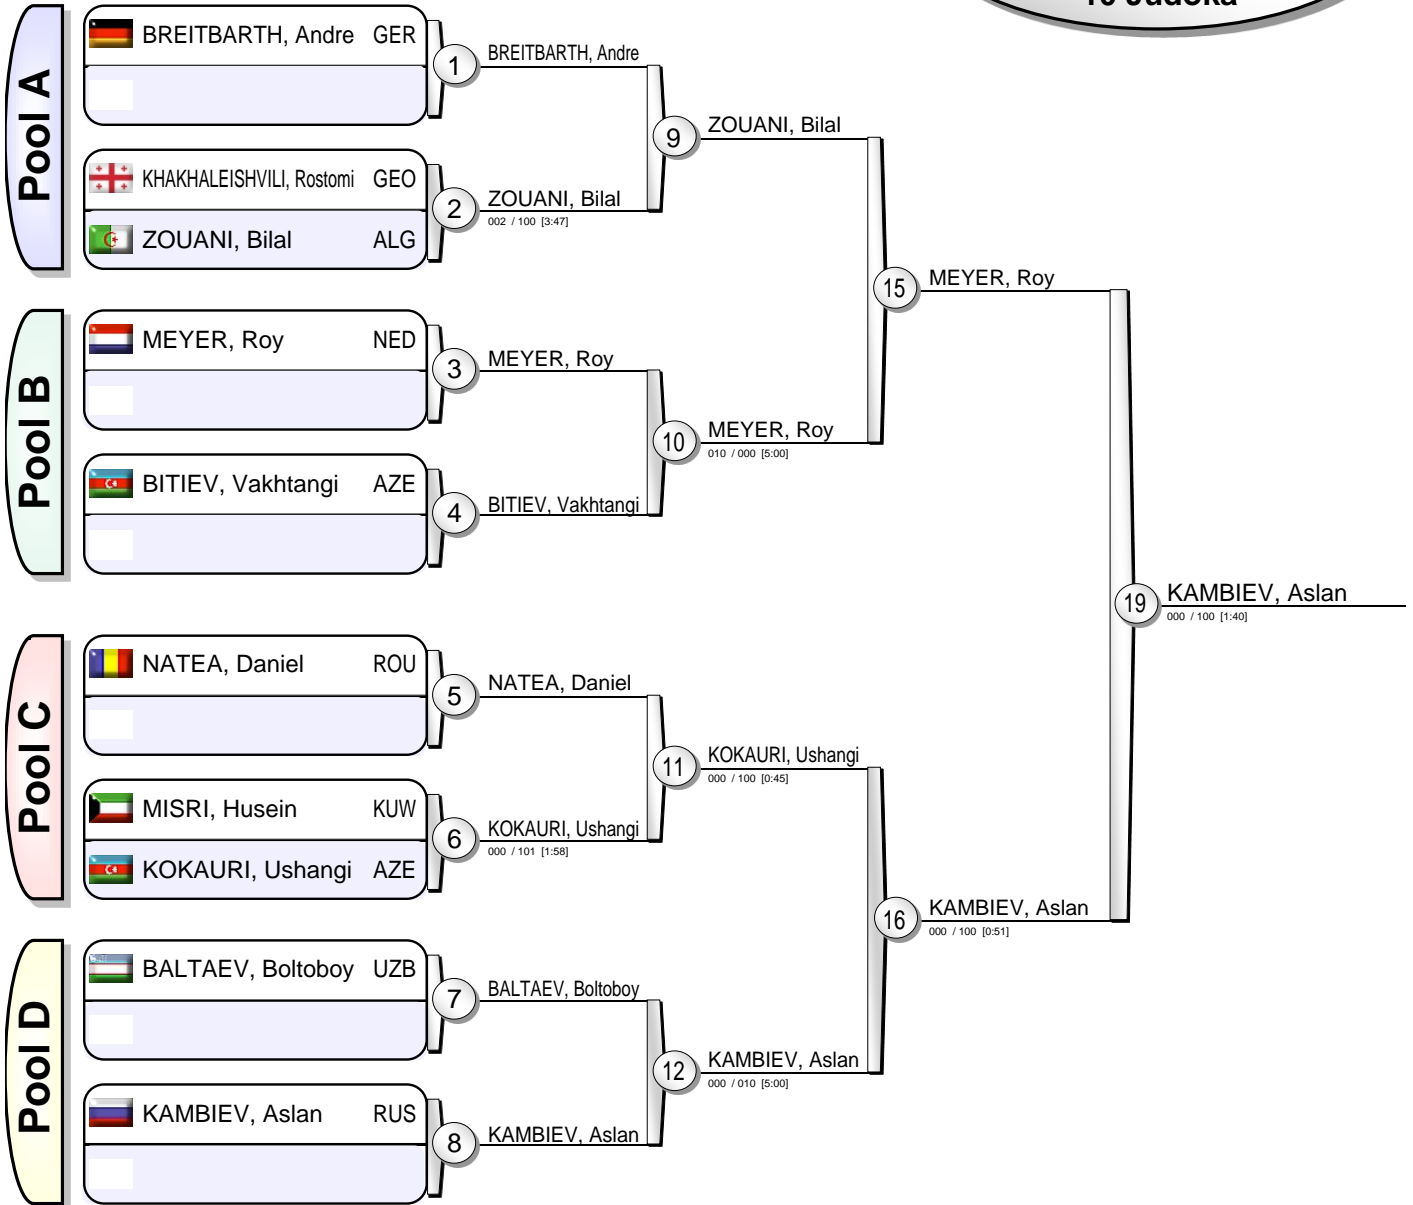 10 Judoka
Pool A
BREITBARTH, Andre GER
1
BREITBARTH, Andre
KHAKHALEISHVILI, Rostomi GEO
ZOUANI, Bilal ALG
2
ZOUANI, Bilal
002 / 100 [3:47]
9
ZOUANI, Bilal
Pool B
MEYER, Roy NED
3
MEYER, Roy
BITIEV, Vakhtangi AZE
4
BITIEV, Vakhtangi
10
MEYER, Roy
010 / 000 [5:00]
15
MEYER, Roy
Pool C
NATEA, Daniel ROU
5
NATEA, Daniel
MISRI, Husein KUW
KOKAURI, Ushangi AZE
6
KOKAURI, Ushangi
000 / 101 [1:58]
11
KOKAURI, Ushangi
000 / 100 [0:45]
Pool D
BALTAEV, Boltoboy UZB
7
BALTAEV, Boltoboy
KAMBIEV, Aslan RUS
8
KAMBIEV, Aslan
12
KAMBIEV, Aslan
000 / 010 [5:00]
16
KAMBIEV, Aslan
000 / 100 [0:51]
19
KAMBIEV, Aslan
000 / 100 [1:40]